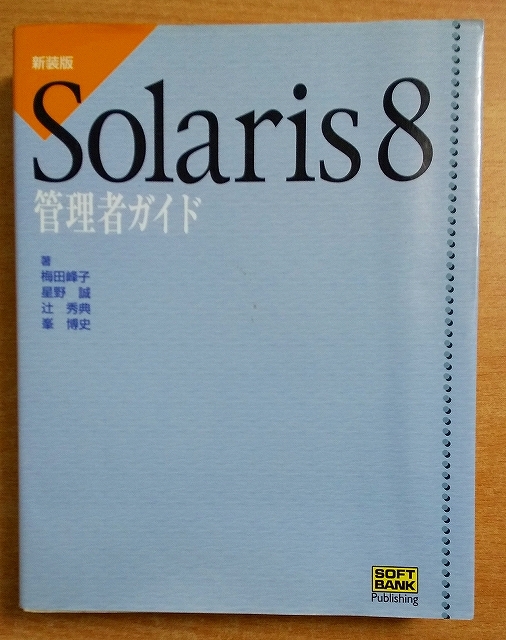 新装版
Solaris 8
管理者ガイド
著
梅田峰子
星野　誠
辻　秀典
峯　博史
SOFT
BANK
Publishing